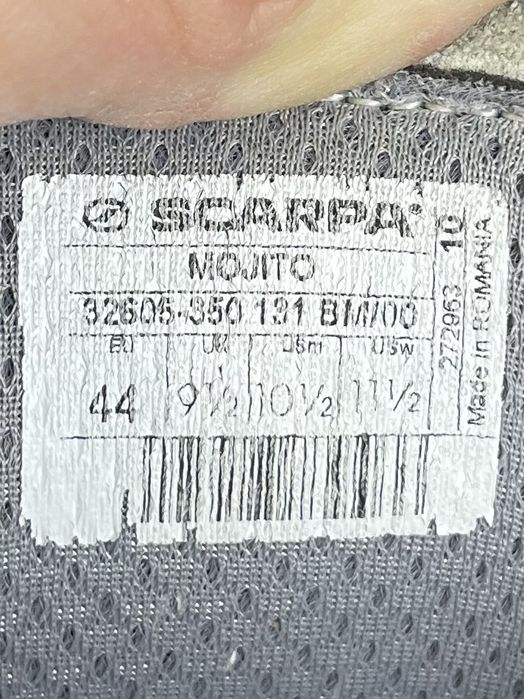 SCARPA®
MOJITO
32605-350 131 BM/00
EU UK USm USw
44 9½ 10½ 11½
272963 10
Made in ROMANIA